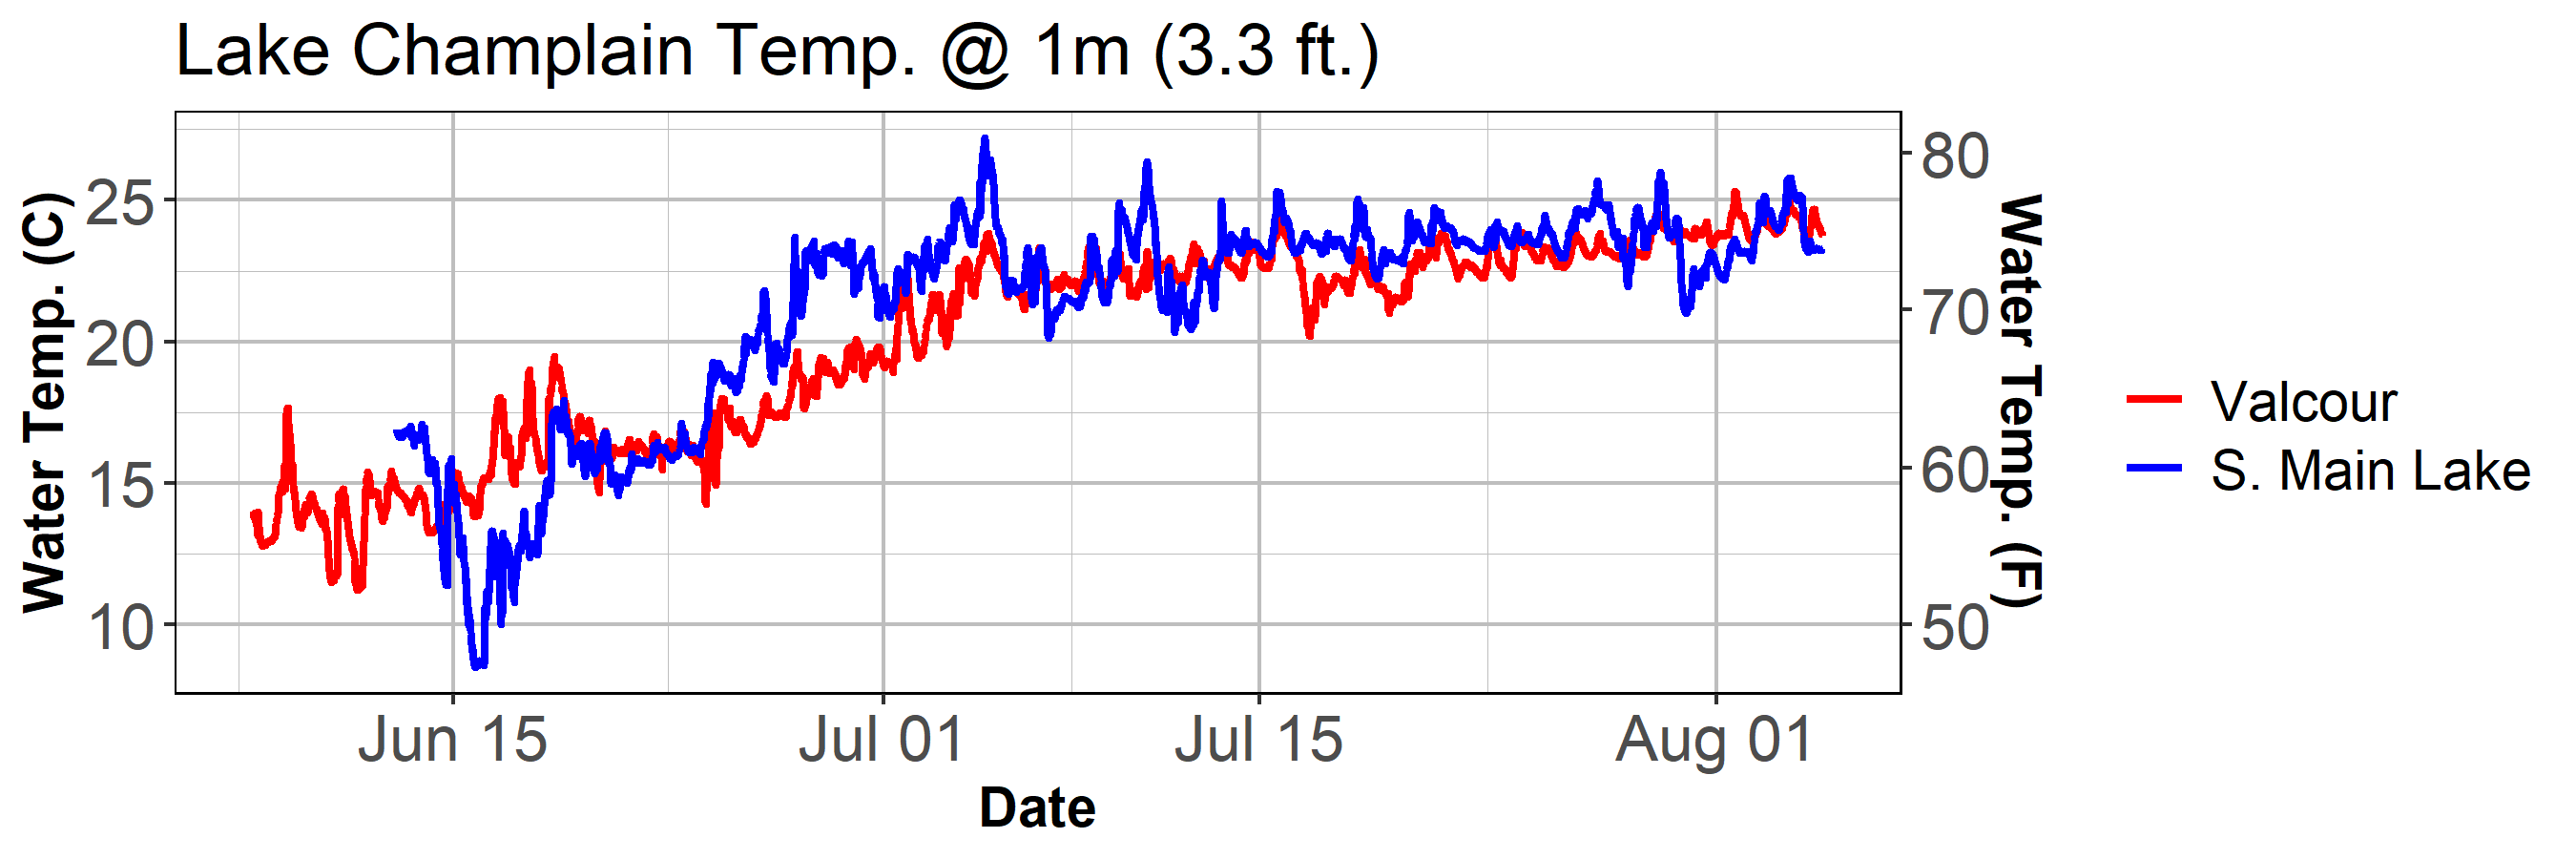 Lake Champlain Temp. @ 1m (3.3 ft.)
Water Temp. (C)
25
20
15
10
80
70
60
50
Water Temp. (F)
Jun 15
Jul 01
Jul 15
Aug 01
Date
Valcour
S. Main Lake